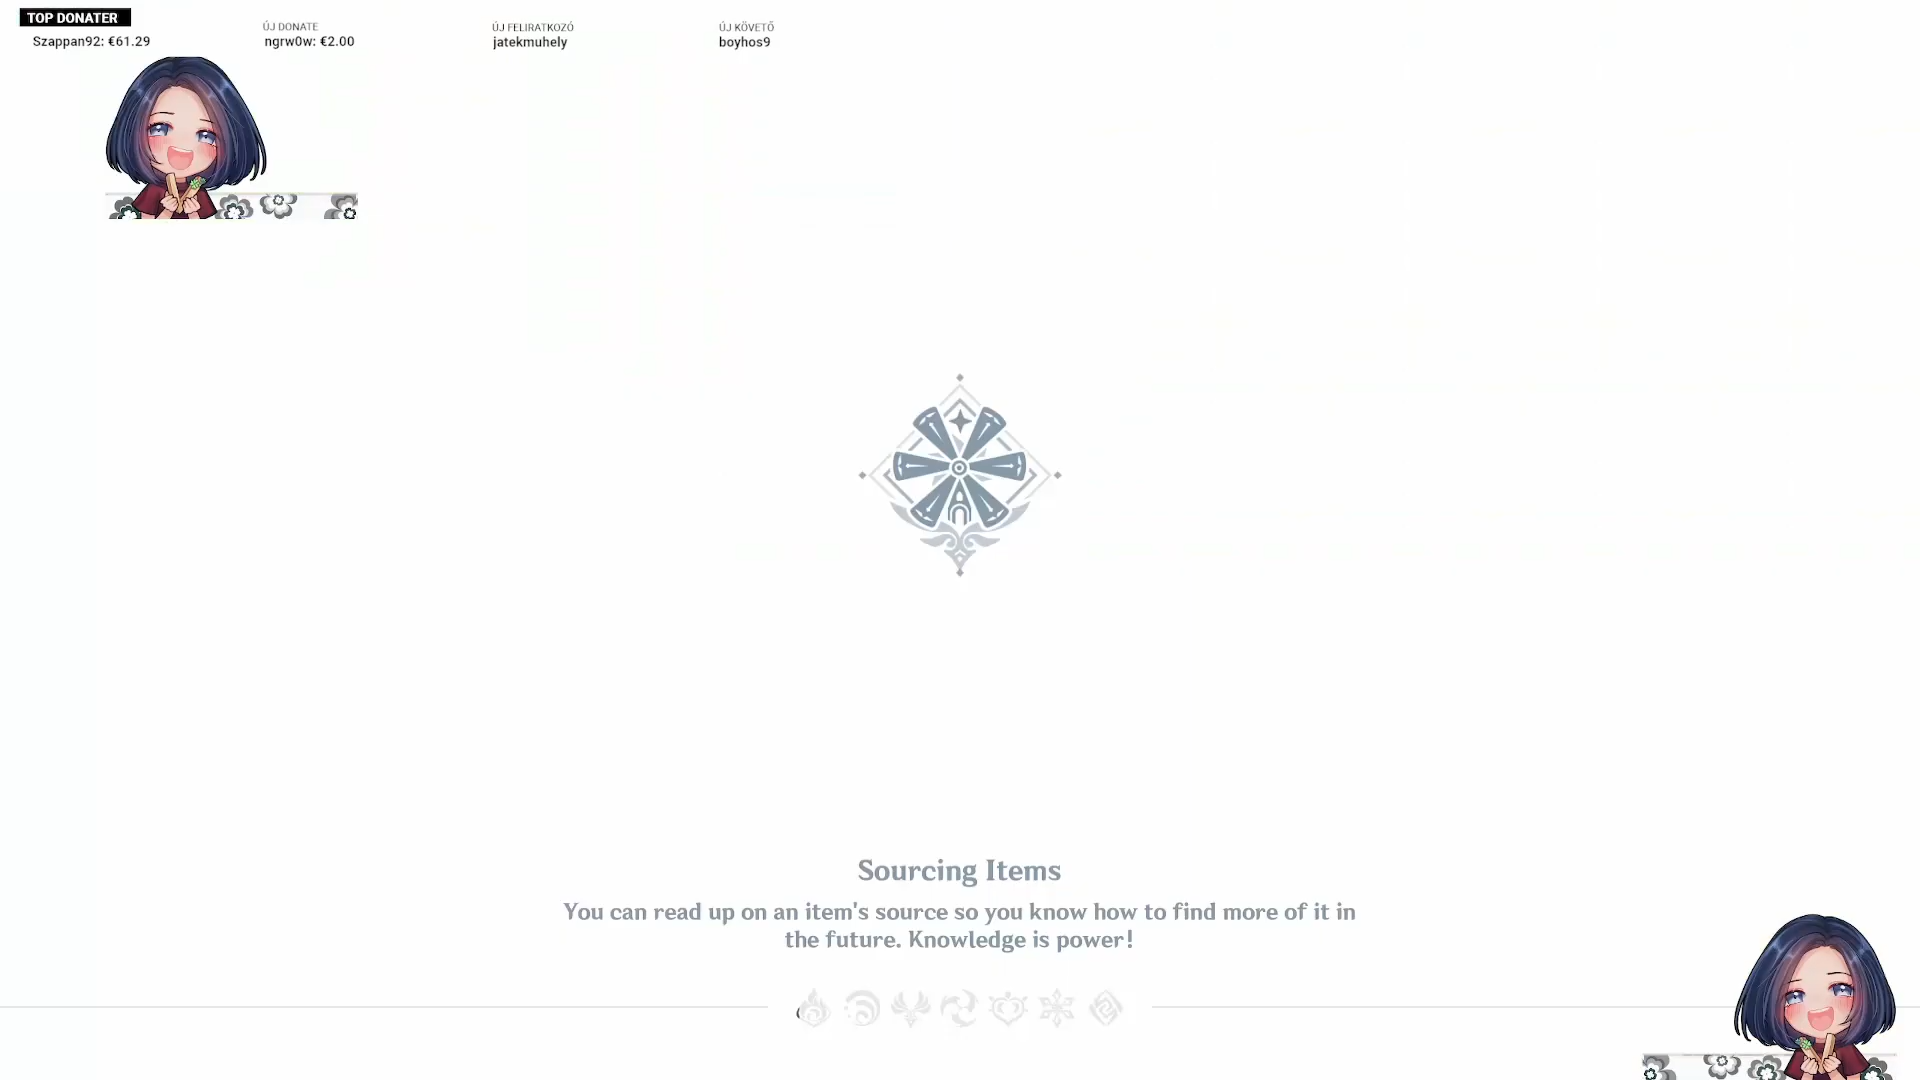 TOP DONATER
Szappan92: €61.29
ÚJ DONATE
ngrw0w: €2.00
ÚJ FELIRATKOZÓ
jatekmuhely
ÚJ KÖVETŐ
boyhos9
Sourcing Items
You can read up on an item's source so you know how to find more of it in
the future. Knowledge is power!